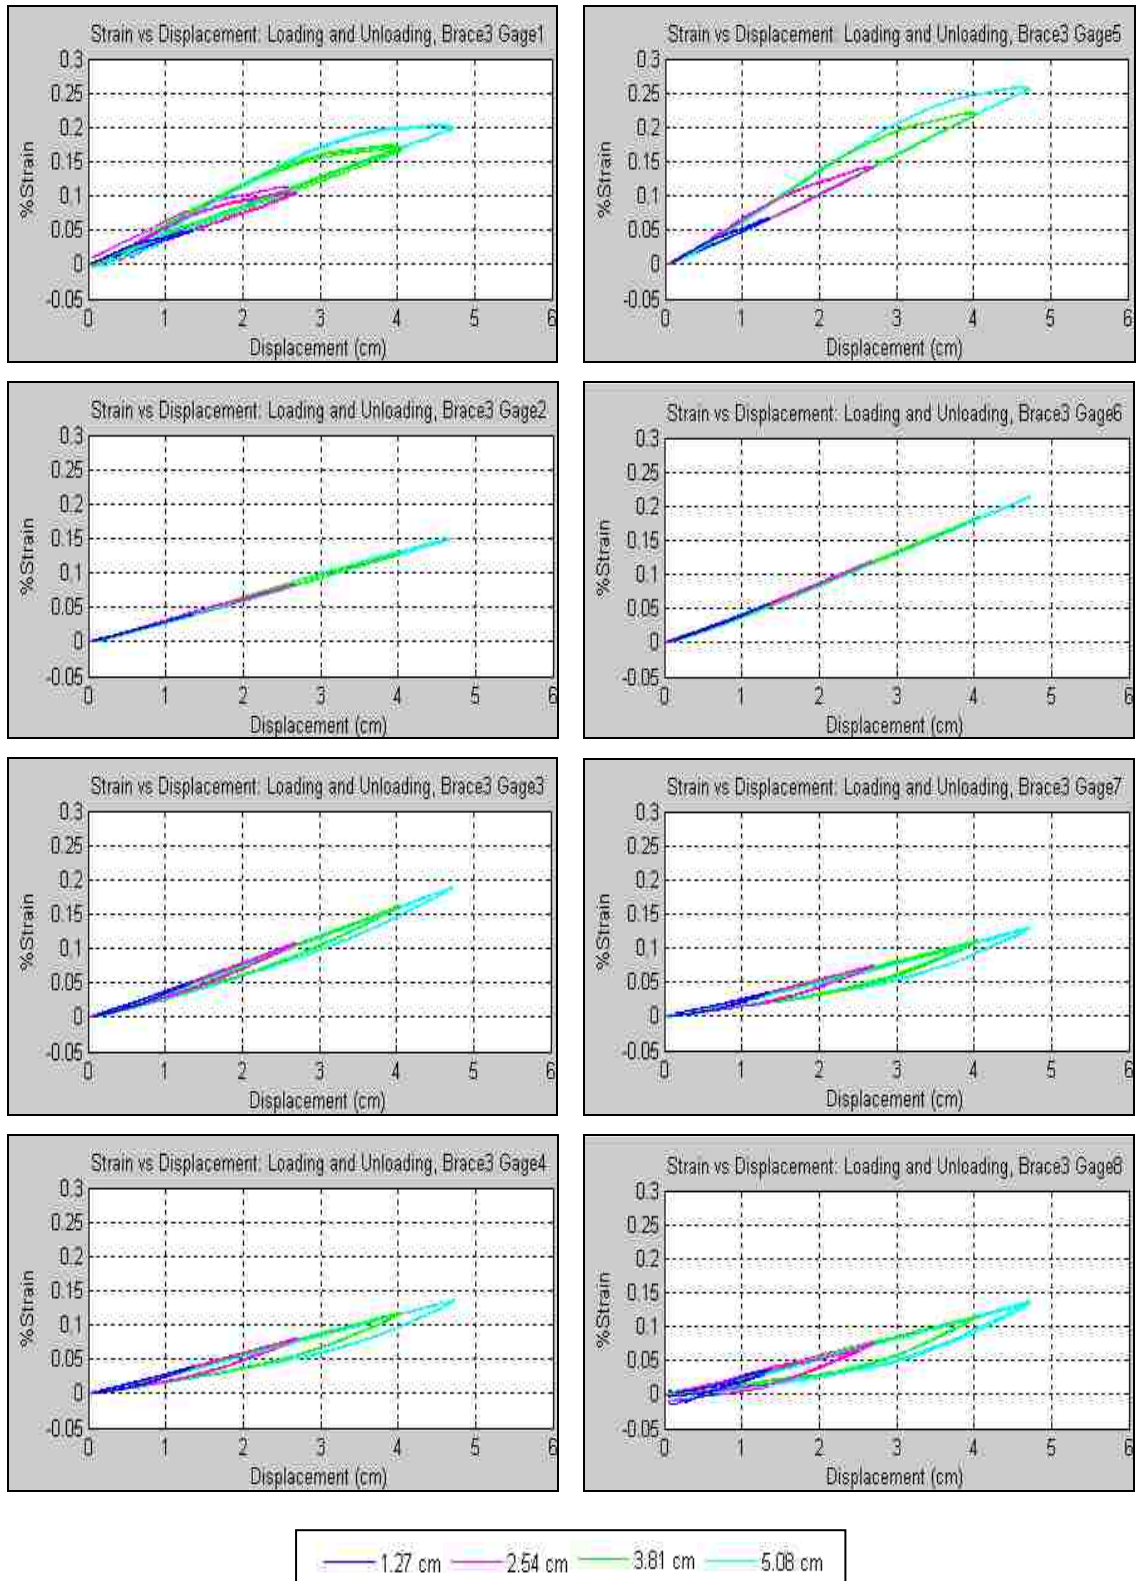 Strain vs Displacement: Loading and Unloading, Brace3 Gage1
%Strain
0.3
0.25
0.2
0.15
0.1
0.05
0
-0.05
0 1 2 3 4 5 6
Displacement (cm)
Strain vs Displacement: Loading and Unloading, Brace3 Gage5
%Strain
0.3
0.25
0.2
0.15
0.1
0.05
0
-0.05
0 1 2 3 4 5 6
Displacement (cm)
Strain vs Displacement: Loading and Unloading, Brace3 Gage2
%Strain
0.3
0.25
0.2
0.15
0.1
0.05
0
-0.05
0 1 2 3 4 5 6
Displacement (cm)
Strain vs Displacement: Loading and Unloading, Brace3 Gage6
%Strain
0.3
0.25
0.2
0.15
0.1
0.05
0
-0.05
0 1 2 3 4 5 6
Displacement (cm)
Strain vs Displacement: Loading and Unloading, Brace3 Gage3
%Strain
0.3
0.25
0.2
0.15
0.1
0.05
0
-0.05
0 1 2 3 4 5 6
Displacement (cm)
Strain vs Displacement: Loading and Unloading, Brace3 Gage7
%Strain
0.3
0.25
0.2
0.15
0.1
0.05
0
-0.05
0 1 2 3 4 5 6
Displacement (cm)
Strain vs Displacement: Loading and Unloading, Brace3 Gage4
%Strain
0.3
0.25
0.2
0.15
0.1
0.05
0
-0.05
0 1 2 3 4 5 6
Displacement (cm)
Strain vs Displacement: Loading and Unloading, Brace3 Gage8
%Strain
0.3
0.25
0.2
0.15
0.1
0.05
0
-0.05
0 1 2 3 4 5 6
Displacement (cm)
1.27 cm 2.54 cm 3.81 cm 5.08 cm